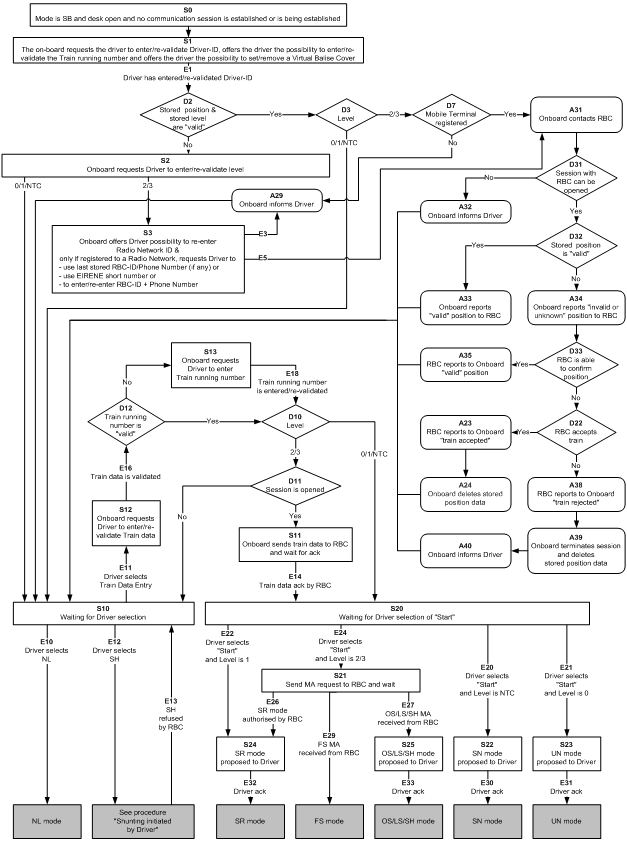 S0
Mode is SB and desk open and no communication session is established or is being established
S1
The on-board requests the driver to enter/re-validate Driver-ID, offers the driver the possibility to enter/re-
validate the Train running number and offers the driver the possibility to set/remove a Virtual Balise Cover
E1
Driver has entered/re-validated Driver-ID
D2
Stored position &
stored level
are "valid"
Yes
No
D3
Level
2/3
0/1/NTC
D7
Mobile Terminal
registered
Yes
No
A31
Onboard contacts RBC
S2
Onboard requests Driver to enter/re-validate level
0/1/NTC
2/3
D31
Session with
RBC can be
opened
No
Yes
A29
Onboard informs Driver
A32
Onboard informs Driver
S3
Onboard offers Driver possibility to re-enter
Radio Network ID &
only if registered to a Radio Network, requests Driver to
- use last stored RBC-ID/Phone Number (if any) or
- use EIRENE short number or
- to enter/re-enter RBC-ID + Phone Number
E3
E5
D32
Stored position
is "valid"
Yes
No
A33
Onboard reports
"valid" position to RBC
A34
Onboard reports "invalid or
unknown" position to RBC
S13
Onboard requests
Driver to enter
Train running number
E18
Train running number
is entered/re-validated
A35
RBC reports to Onboard
"valid" position
Yes
D33
RBC is able
to confirm
position
No
No
D12
Train running
number is
"valid"
Yes
D10
Level
2/3
0/1/NTC
A23
RBC reports to Onboard
"train accepted"
Yes
D22
RBC accepts
train
No
E16
Train data is validated
D11
Session is opened
No
Yes
A24
Onboard deletes stored
position data
A38
RBC reports to Onboard
"train rejected"
S12
Onboard requests
Driver to enter/re-
validate Train data
S11
Onboard sends train data to RBC
and wait for ack
A40
Onboard informs Driver
A39
Onboard terminates session
and deletes
stored position data
E11
Driver selects
Train Data Entry
E14
Train data ack by RBC
S10
Waiting for Driver selection
S20
Waiting for Driver selection of "Start"
E10
Driver selects
NL
E12
Driver selects
SH
E13
SH
refused
by RBC
E22
Driver selects
"Start"
and Level is 1
E24
Driver selects
"Start"
and Level is 2/3
E20
Driver selects
"Start"
and Level is NTC
E21
Driver selects
"Start"
and Level is 0
S21
Send MA request to RBC and wait
E26
SR mode
authorised by RBC
E29
FS MA
received from RBC
E27
OS/LS/SH MA
received from RBC
S24
SR mode
proposed to Driver
S25
OS/LS/SH mode
proposed to Driver
S22
SN mode
proposed to Driver
S23
UN mode
proposed to Driver
E32
Driver ack
E33
Driver ack
E30
Driver ack
E31
Driver ack
NL mode
See procedure
"Shunting initiated
by Driver"
SR mode
FS mode
OS/LS/SH mode
SN mode
UN mode